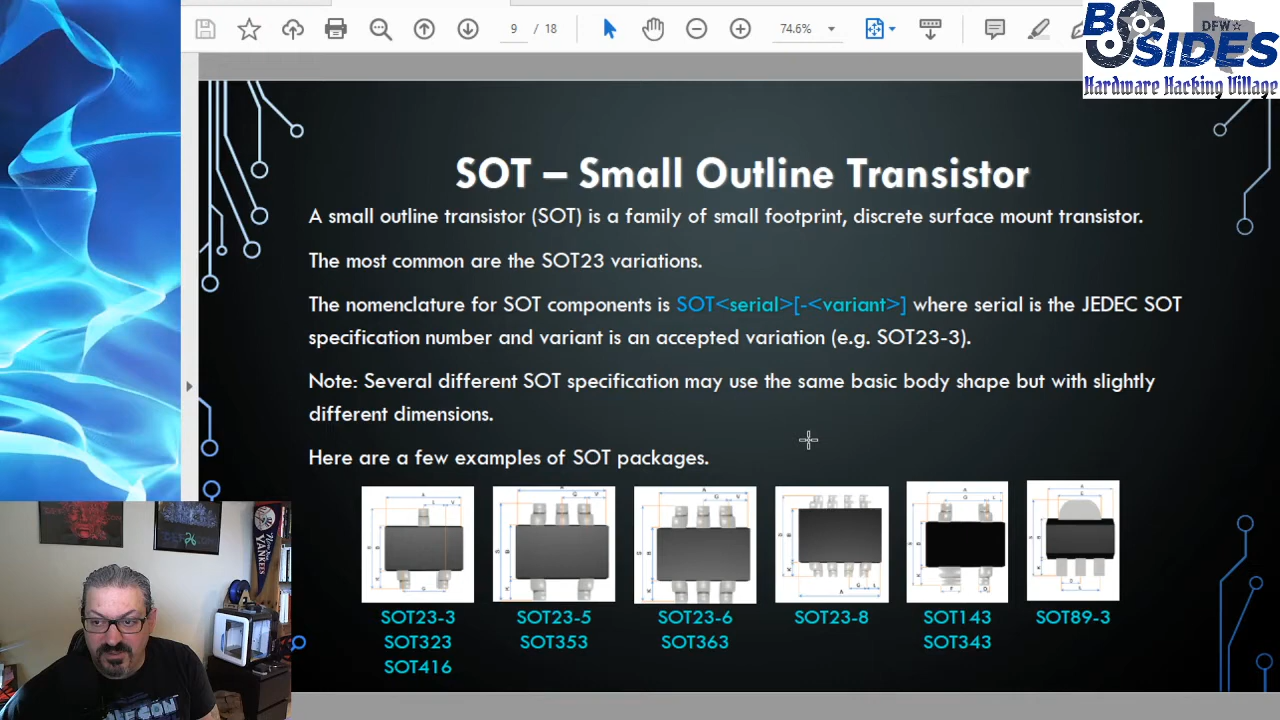 9 / 18
74.6%
BSIDES
DFW
Hardware Hacking Village
SOT – Small Outline Transistor
A small outline transistor (SOT) is a family of small footprint, discrete surface mount transistor.
The most common are the SOT23 variations.
The nomenclature for SOT components is SOT<serial>[-<variant>] where serial is the JEDEC SOT
specification number and variant is an accepted variation (e.g. SOT23-3).
Note: Several different SOT specification may use the same basic body shape but with slightly
different dimensions.
Here are a few examples of SOT packages.
SOT23-3 SOT23-5 SOT23-6 SOT23-8 SOT143 SOT89-3
SOT323 SOT353 SOT363 SOT343
SOT416
YANKEES